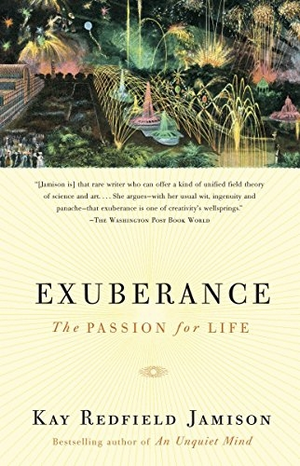 “[Jamison is] that rare writer who can offer a kind of unified field theory
of science and art. . . . She argues—with her usual wit, ingenuity
and panache—that exuberance is one of creativity’s wellsprings.”
—The Washington Post Book World
EXUBERANCE
The PASSION for LIFE
Kay Redfield Jamison
Bestselling author of An Unquiet Mind